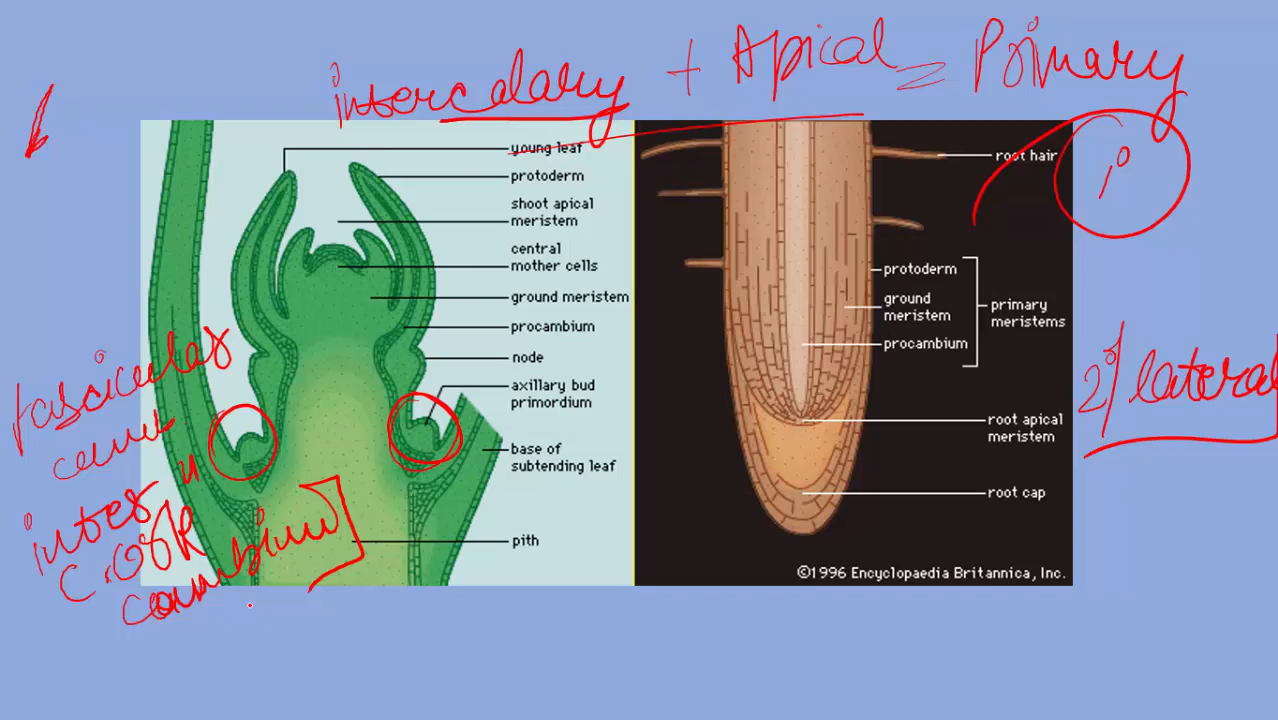 intercalary + Apical = Primary
1°
young leaf
protoderm
shoot apical
meristem
central
mother cells
ground meristem
procambium
node
axillary bud
primordium
base of
subtending leaf
pith
root hair
protoderm
ground
meristem
procambium
primary
meristems
root apical
meristem
root cap
©1996 Encyclopaedia Britannica, Inc.
2° lateral
fascicular
inter
cork
cambium